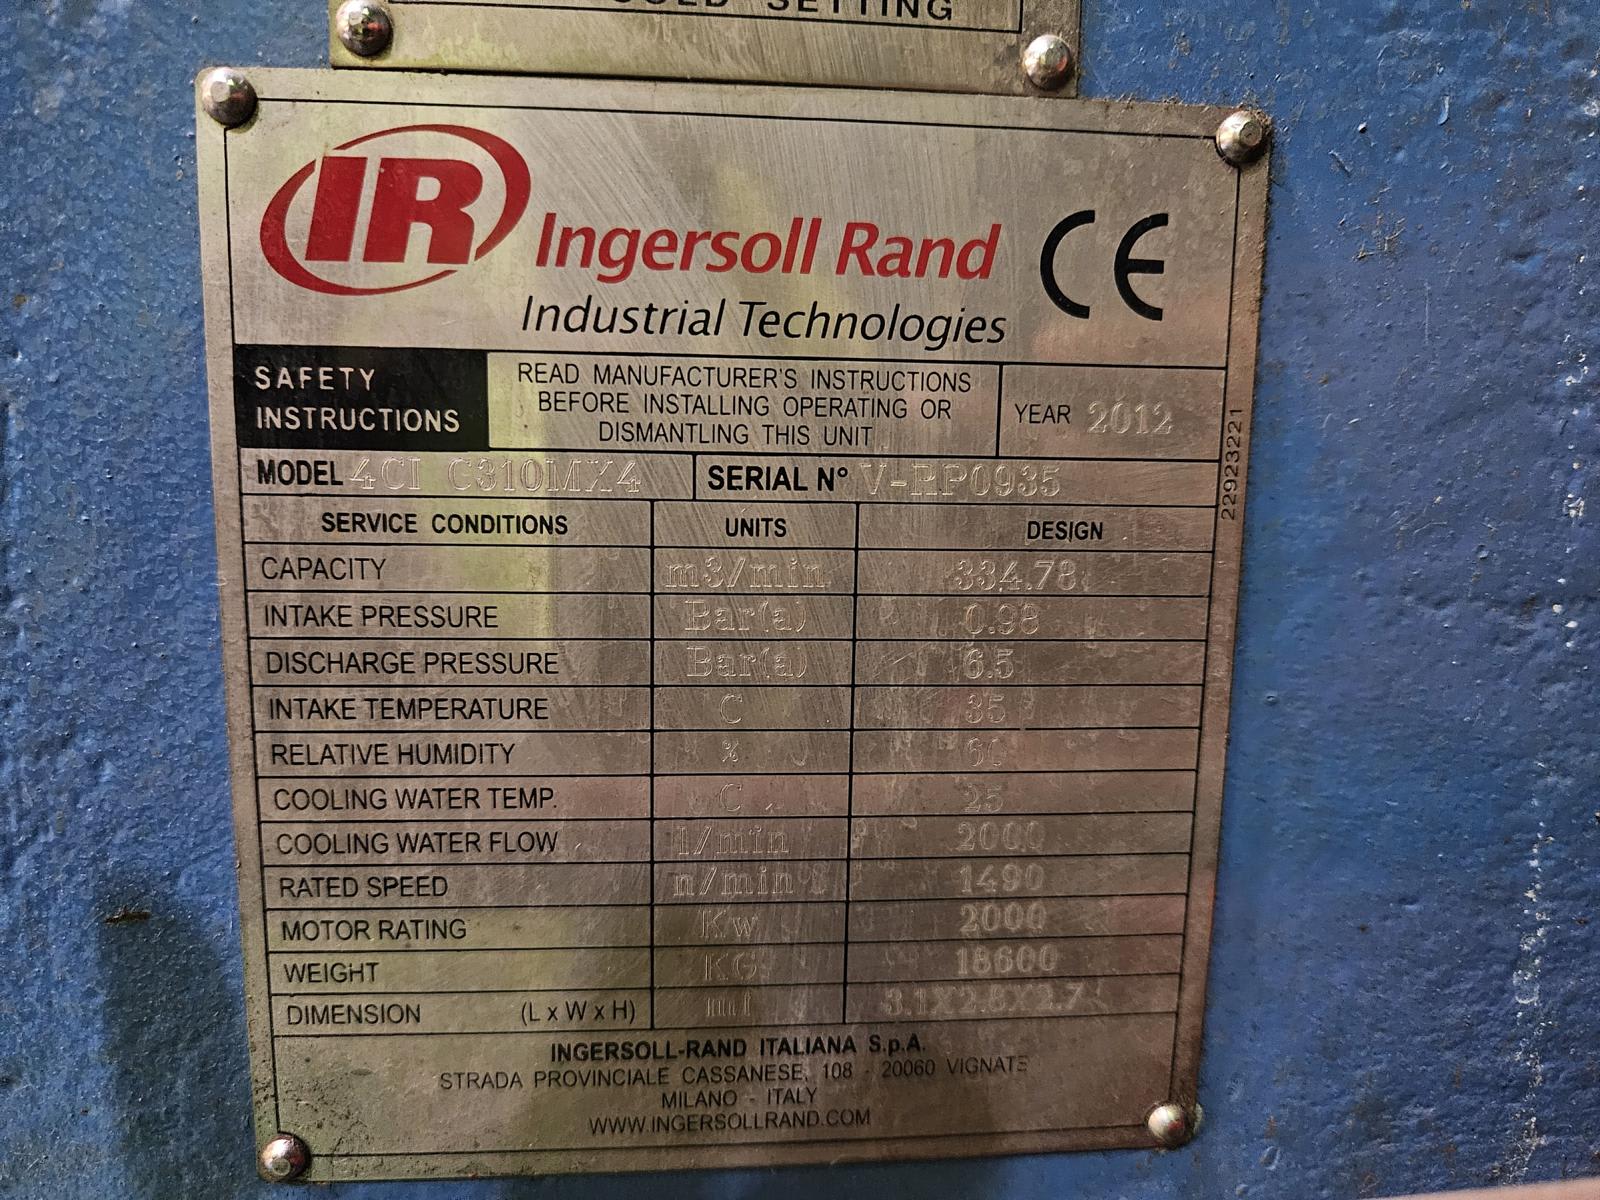 SETTING
IR Ingersoll Rand CE
Industrial Technologies
SAFETY INSTRUCTIONS
READ MANUFACTURER'S INSTRUCTIONS
BEFORE INSTALLING OPERATING OR
DISMANTLING THIS UNIT
YEAR 2012
MODEL 4CI C310MX4 SERIAL N° V-RP0935
22923221
SERVICE CONDITIONS UNITS DESIGN
CAPACITY m3/min 334.78
INTAKE PRESSURE Bar(a) 0.98
DISCHARGE PRESSURE Bar(a) 6.5
INTAKE TEMPERATURE C 35
RELATIVE HUMIDITY % 60
COOLING WATER TEMP. C 25
COOLING WATER FLOW l/min 2000
RATED SPEED n/min 1490
MOTOR RATING Kw 2000
WEIGHT KG 18600
DIMENSION (L x W x H)
INGERSOLL-RAND ITALIANA S.p.A.
STRADA PROVINCIALE CASSANESE, 108 - 20060 VIGNATE
MILANO - ITALY
WWW.INGERSOLLRAND.COM